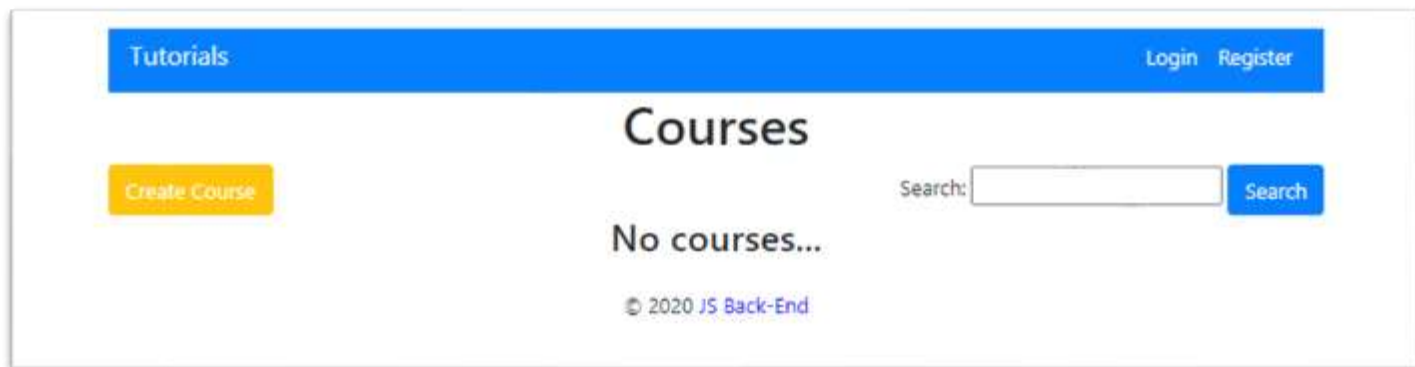 Tutorials Login Register
Courses
Create Course Search: Search
No courses...
© 2020 JS Back-End